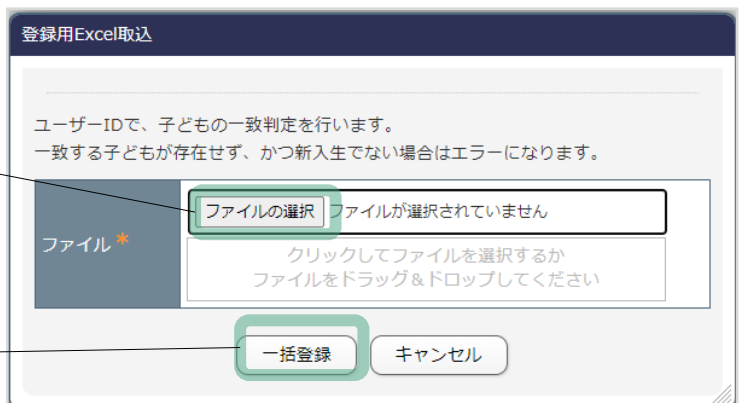 登録用Excel取込
ユーザーIDで、子どもの一致判定を行います。
一致する子どもが存在せず、かつ新入生でない場合はエラーになります。
ファイル *
ファイルの選択 ファイルが選択されていません
クリックしてファイルを選択するか
ファイルをドラッグ＆ドロップしてください
一括登録 キャンセル